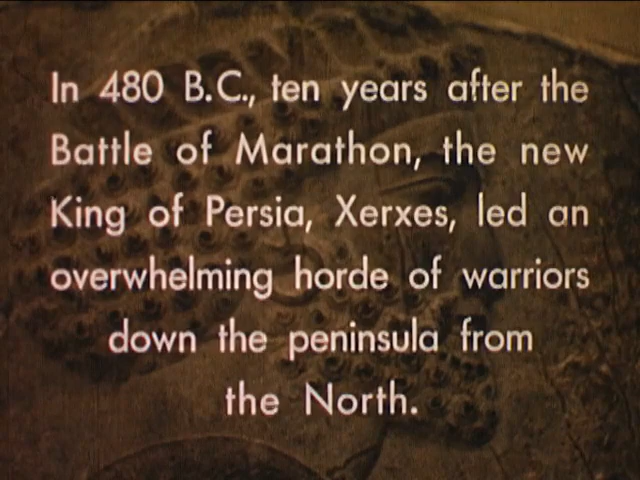 In 480 B.C., ten years after the
Battle of Marathon, the new
King of Persia, Xerxes, led an
overwhelming horde of warriors
down the peninsula from
the North.